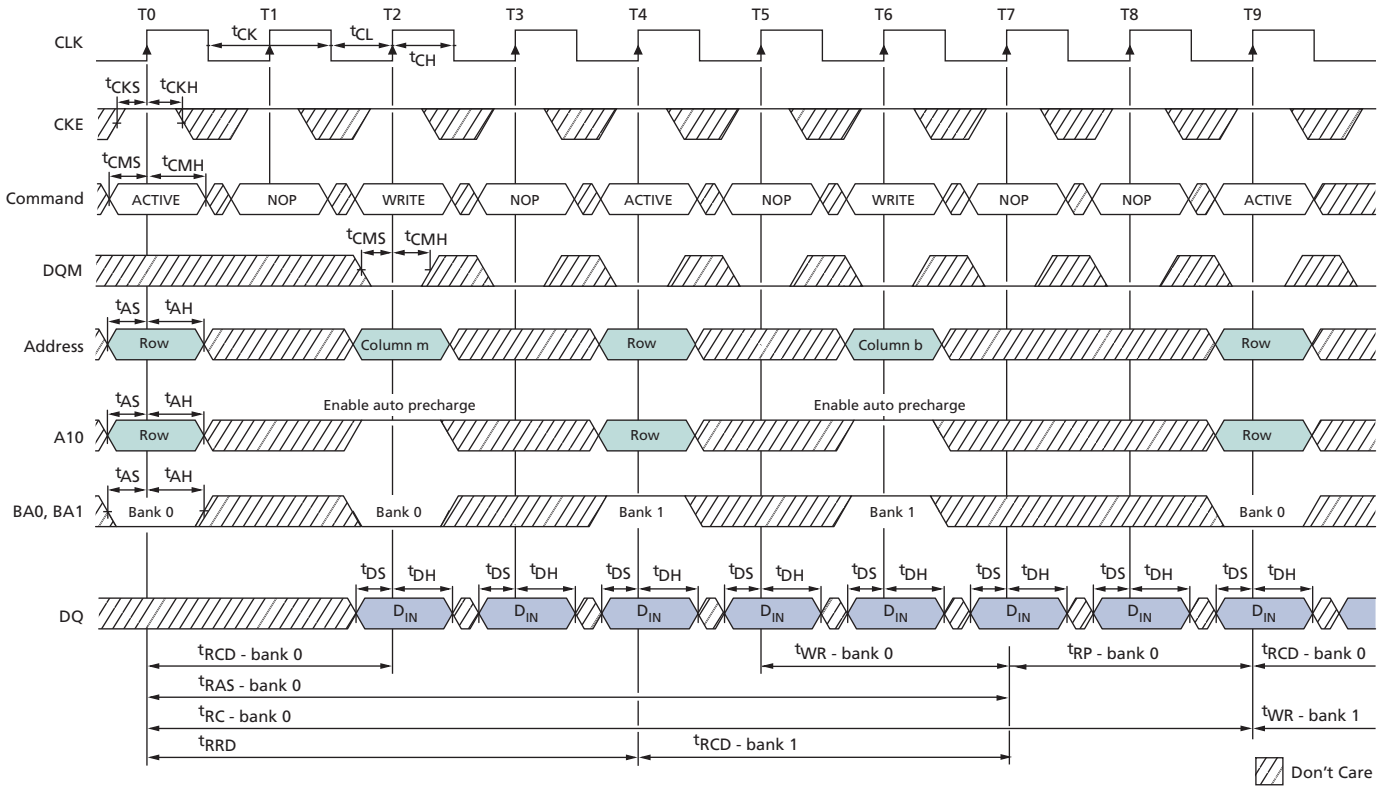 T0 T1 T2 T3 T4 T5 T6 T7 T8 T9
CLK tCK tCL tCH
tCKS tCKH
CKE
tCMS tCMH
Command ACTIVE NOP WRITE NOP ACTIVE NOP WRITE NOP NOP ACTIVE
tCMS tCMH
DQM
tAS tAH
Address Row Column m Row Column b Row
tAS tAH Enable auto precharge Enable auto precharge
A10 Row Row Row
tAS tAH
BA0, BA1 Bank 0 Bank 0 Bank 1 Bank 1 Bank 0
tDS tDH tDS tDH tDS tDH tDS tDH tDS tDH tDS tDH tDS tDH tDS tDH
DQ DIN DIN DIN DIN DIN DIN DIN DIN
tRCD - bank 0 tWR - bank 0 tRP - bank 0 tRCD - bank 0
tRAS - bank 0
tRC - bank 0 tWR - bank 1
tRRD tRCD - bank 1
Don't Care